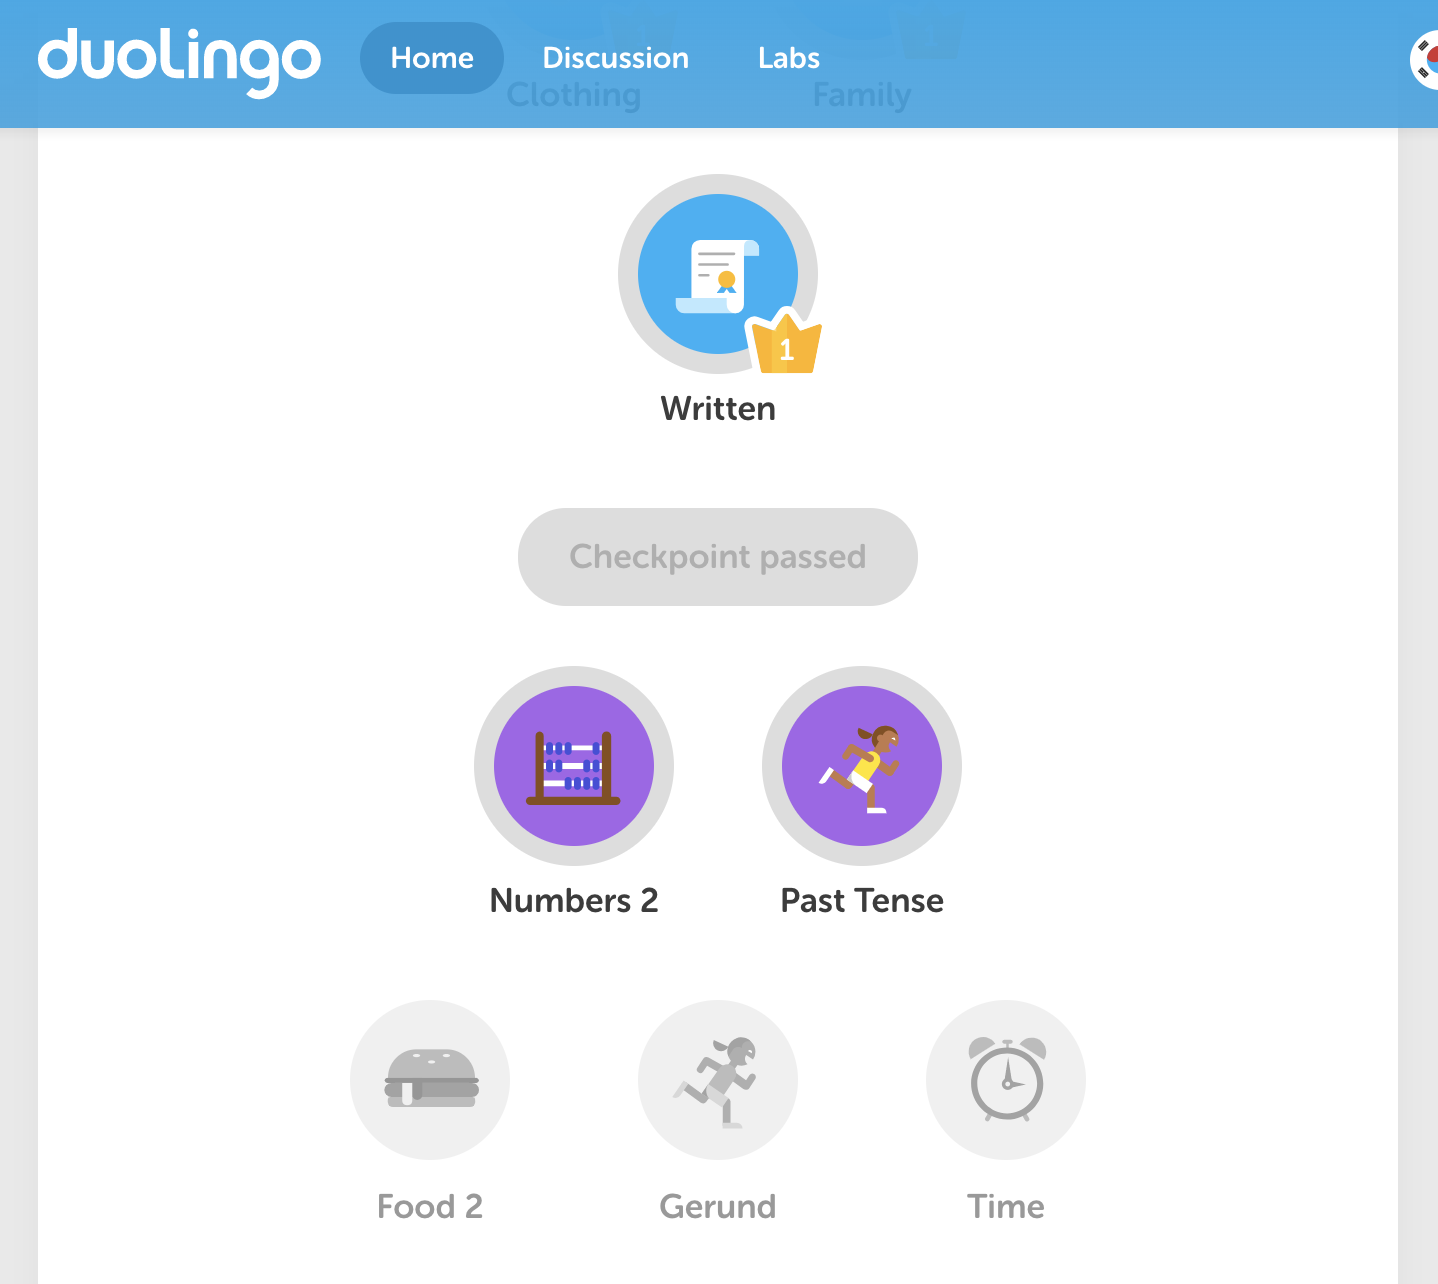 duolingo
Home
Discussion
Labs
Clothing
Family
1
Written
Checkpoint passed
Numbers 2
Past Tense
Food 2
Gerund
Time